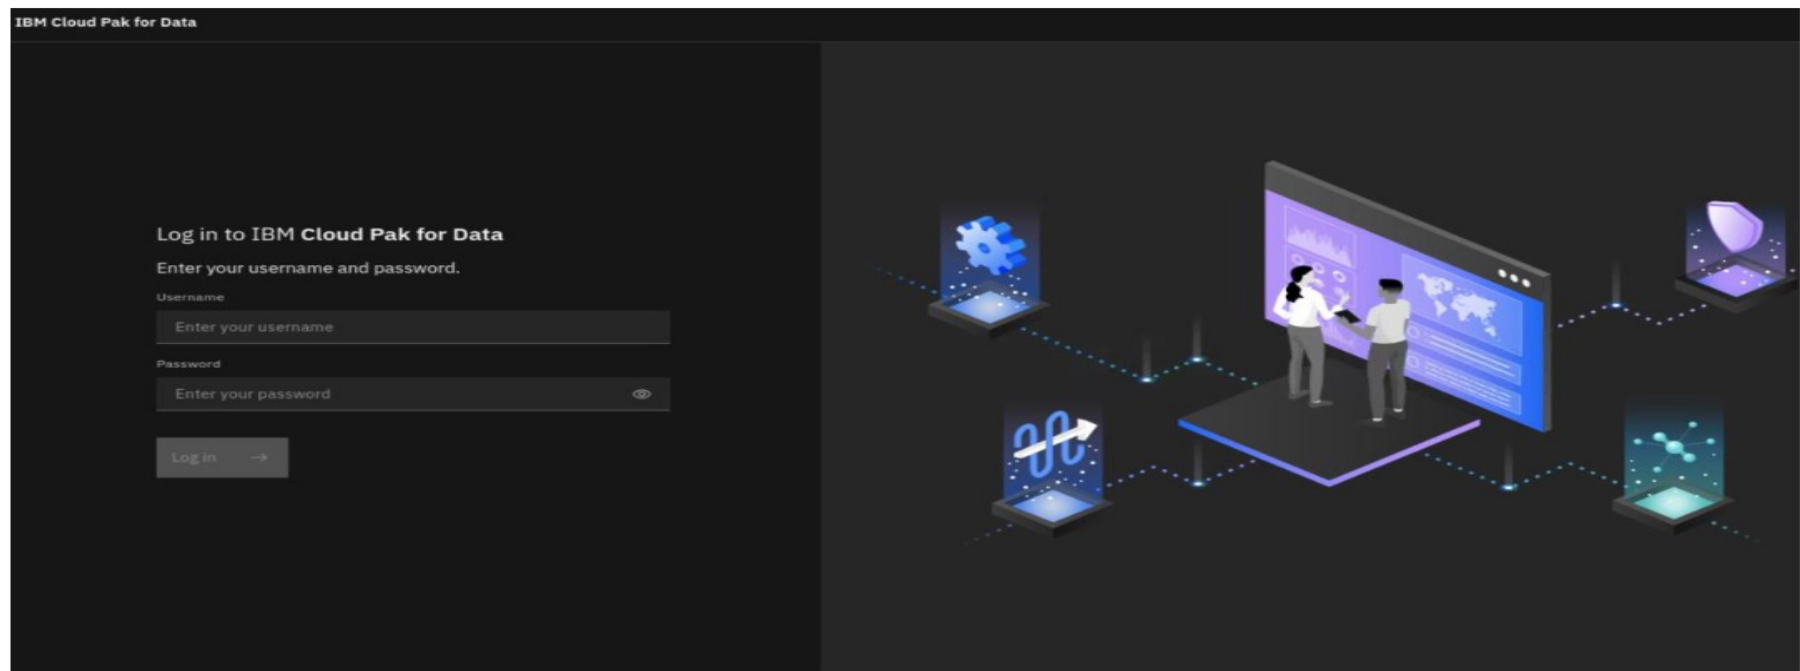 IBM Cloud Pak for Data
Log in to IBM Cloud Pak for Data
Enter your username and password.
Username
Enter your username
Password
Enter your password
Log in